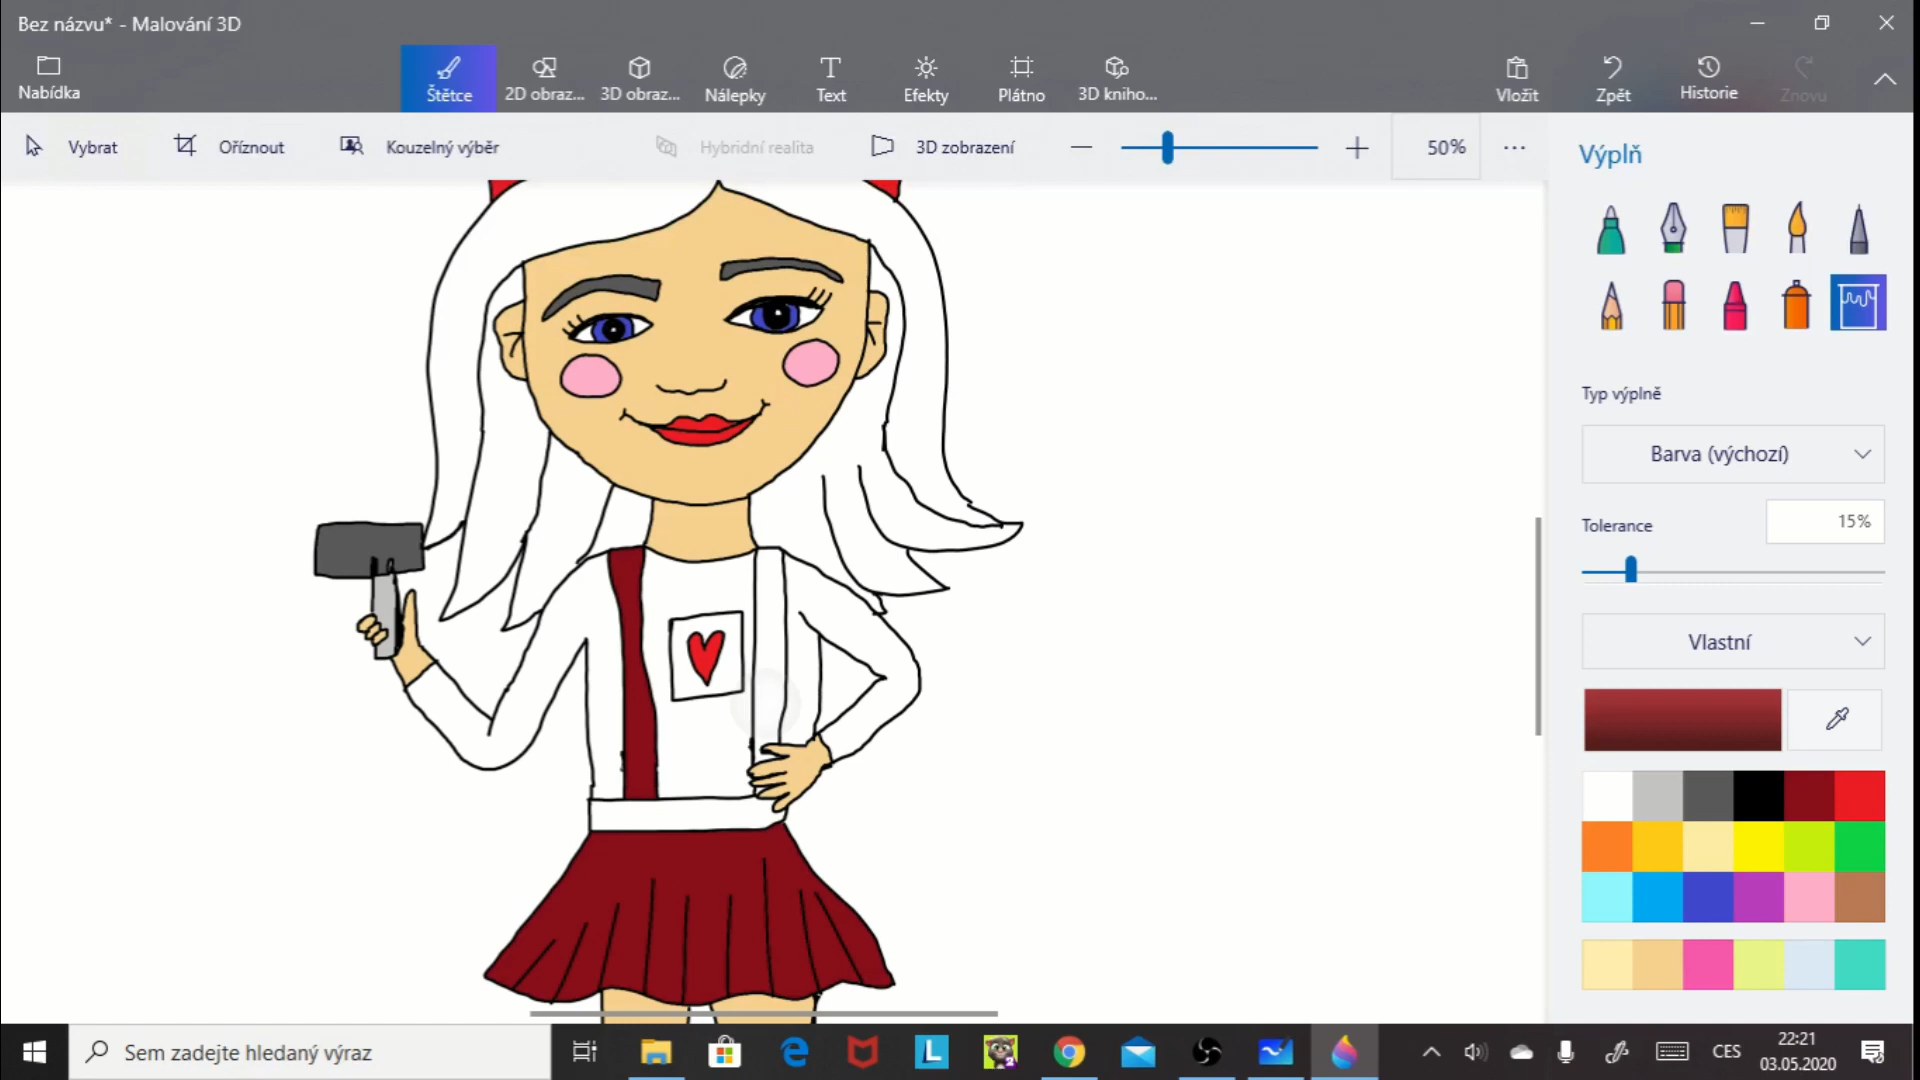 Bez názvu* - Malování 3D
Nabídka
Štětce
2D obraz...
3D obraz...
Nálepky
Text
Efekty
Plátno
3D kniho...
Vložit
Zpět
Historie
Znovu
Vybrat
Oříznout
Kouzelný výběr
Hybridní realita
3D zobrazení
50%
Výplň
Typ výplně
Barva (výchozí)
Tolerance
15%
Vlastní
Sem zadejte hledaný výraz
L
2
CES
22:21
03.05.2020